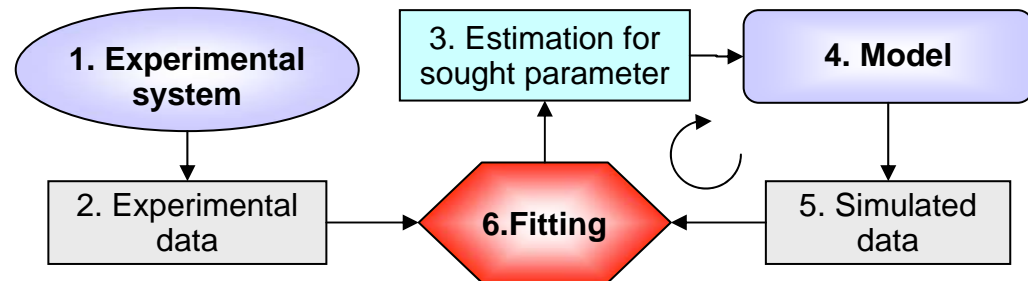 1. Experimental
system
2. Experimental
data
3. Estimation for
sought parameter
4. Model
5. Simulated
data
6.Fitting